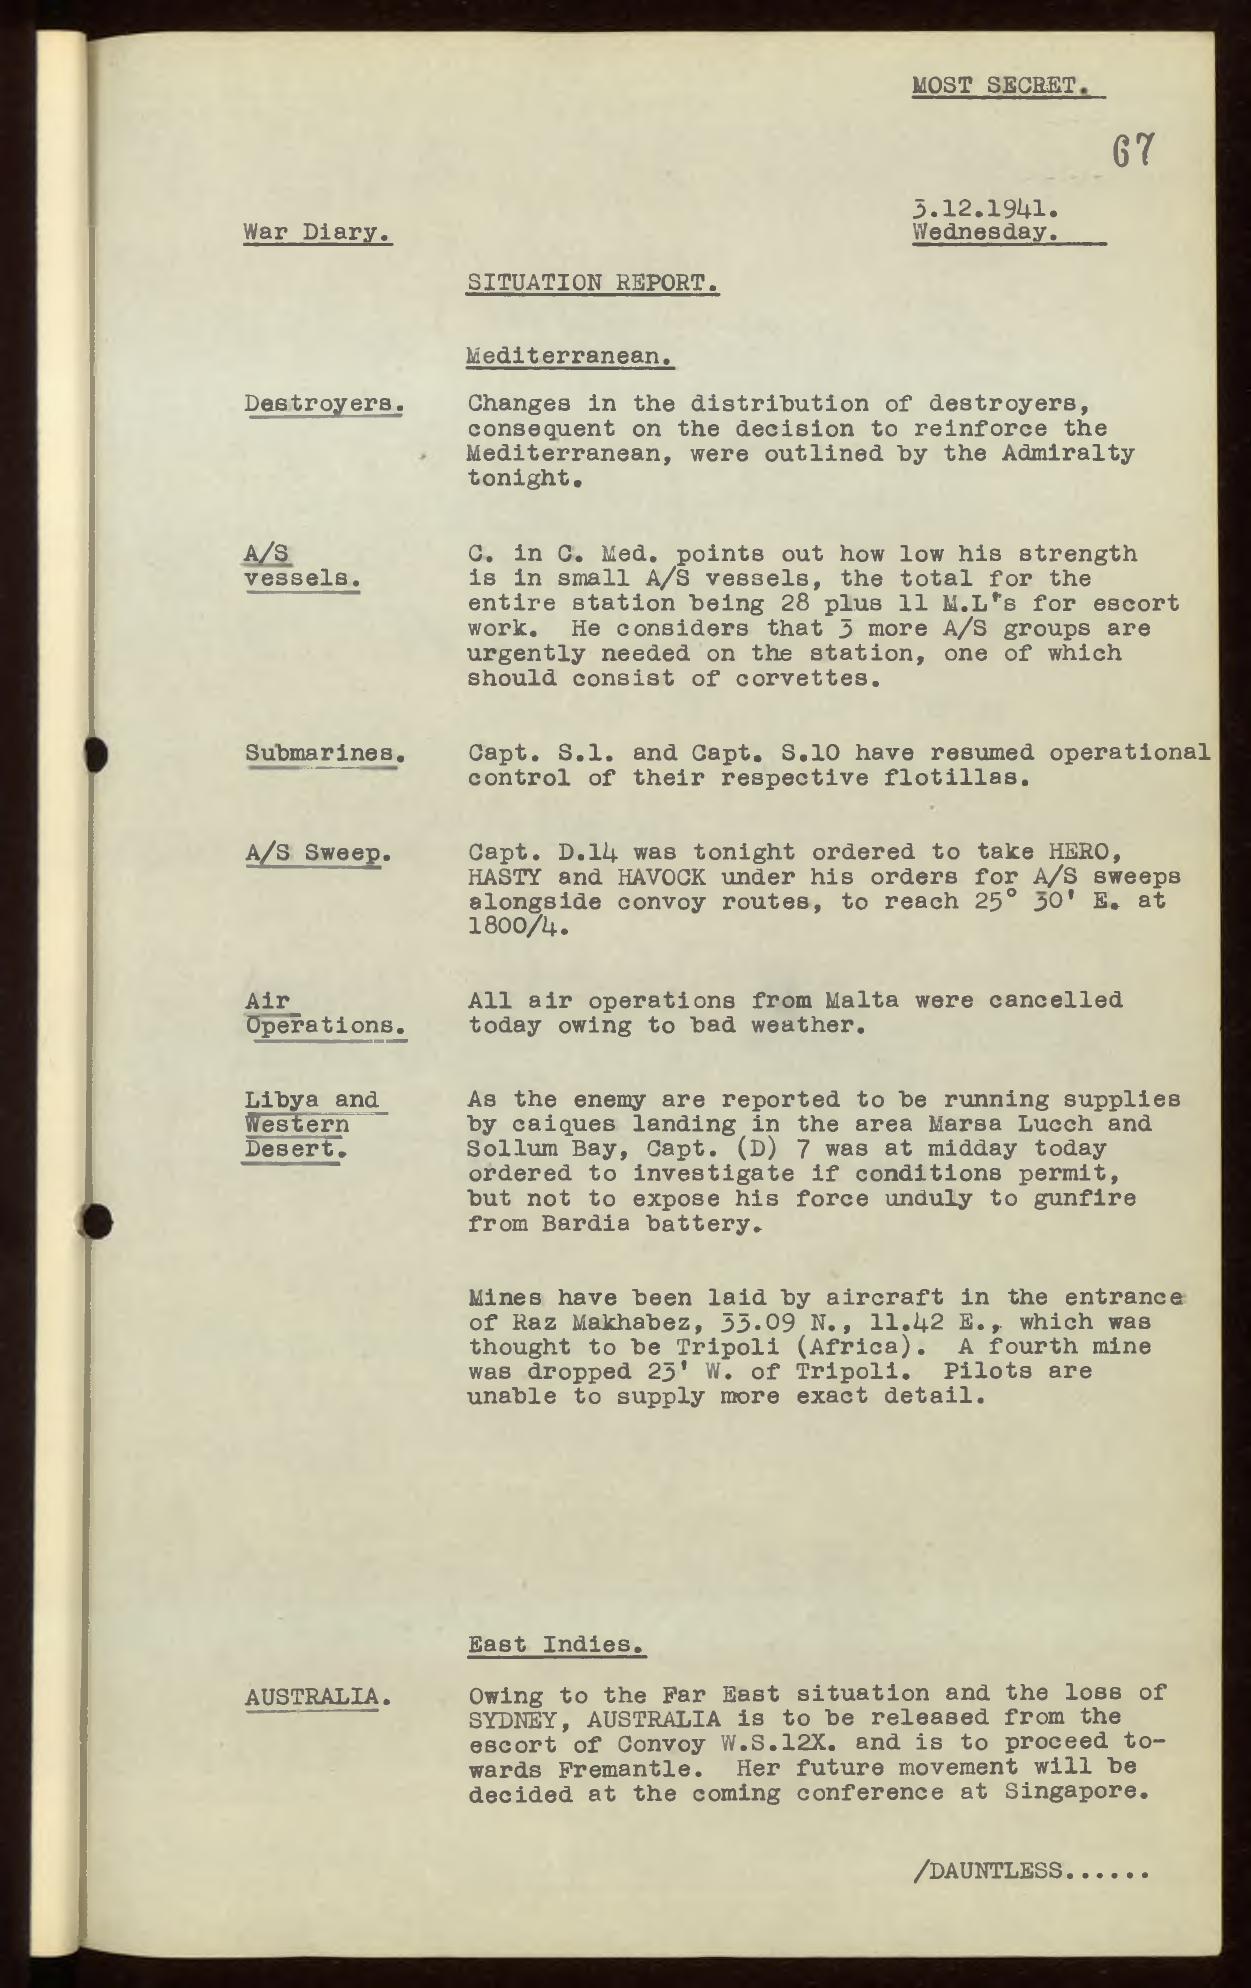 MOST SECRET.
67
3.12.1941.
War Diary.
Wednesday.
SITUATION REPORT.
Mediterranean.
Destroyers.
Changes in the distribution of destroyers,
consequent on the decision to reinforce the
Mediterranean, were outlined by the Admiralty
tonight.
A/S
vessels.
C. in C. Med. points out how low his strength
is in small A/S vessels, the total for the
entire station being 28 plus 11 M.L's for escort
work. He considers that 3 more A/S groups are
urgently needed on the station, one of which
should consist of corvettes.
Submarines.
Capt. S.1. and Capt. S.10 have resumed operational
control of their respective flotillas.
A/S Sweep.
Capt. D.14 was tonight ordered to take HERO,
HASTY and HAVOCK under his orders for A/S sweeps
alongside convoy routes, to reach 25° 30' E. at
1800/4.
Air
Operations.
All air operations from Malta were cancelled
today owing to bad weather.
Libya and
Western
Desert.
As the enemy are reported to be running supplies
by caiques landing in the area Marsa Lucch and
Sollum Bay, Capt. (D) 7 was at midday today
ordered to investigate if conditions permit,
but not to expose his force unduly to gunfire
from Bardia battery.
Mines have been laid by aircraft in the entrance
of Raz Makhabez, 33.09 N., 11.42 E., which was
thought to be Tripoli (Africa). A fourth mine
was dropped 23' W. of Tripoli. Pilots are
unable to supply more exact detail.
East Indies.
AUSTRALIA.
Owing to the Far East situation and the loss of
SYDNEY, AUSTRALIA is to be released from the
escort of Convoy W.S.12X. and is to proceed to-
wards Fremantle. Her future movement will be
decided at the coming conference at Singapore.
/DAUNTLESS......